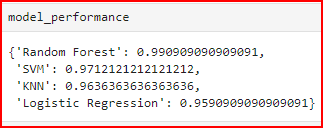 model_performance
{'Random Forest': 0.990909090909091,
'SVM': 0.9712121212121212,
'KNN': 0.9636363636363636,
'Logistic Regression': 0.9590909090909091}